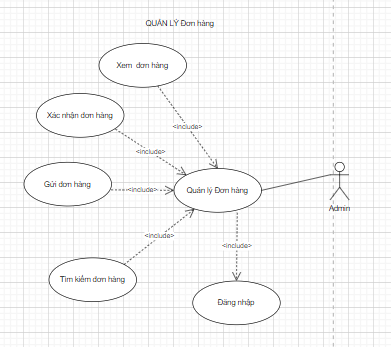 QUẢN LÝ Đơn hàng
Xem đơn hàng
Xác nhận đơn hàng
<include>
<include>
Gửi đơn hàng
<include>
Quản lý Đơn hàng
Admin
<include>
<include>
Tìm kiếm đơn hàng
Đăng nhập